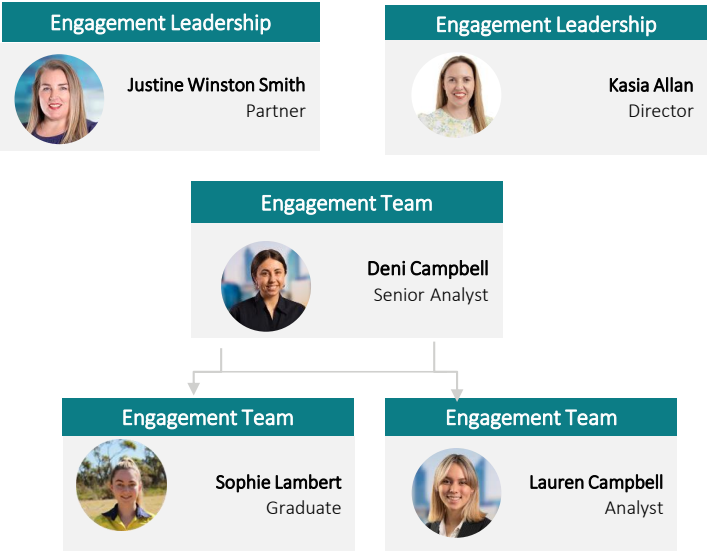 Engagement Leadership
Justine Winston Smith
Partner
Engagement Leadership
Kasia Allan
Director
Engagement Team
Deni Campbell
Senior Analyst
Engagement Team
Sophie Lambert
Graduate
Engagement Team
Lauren Campbell
Analyst